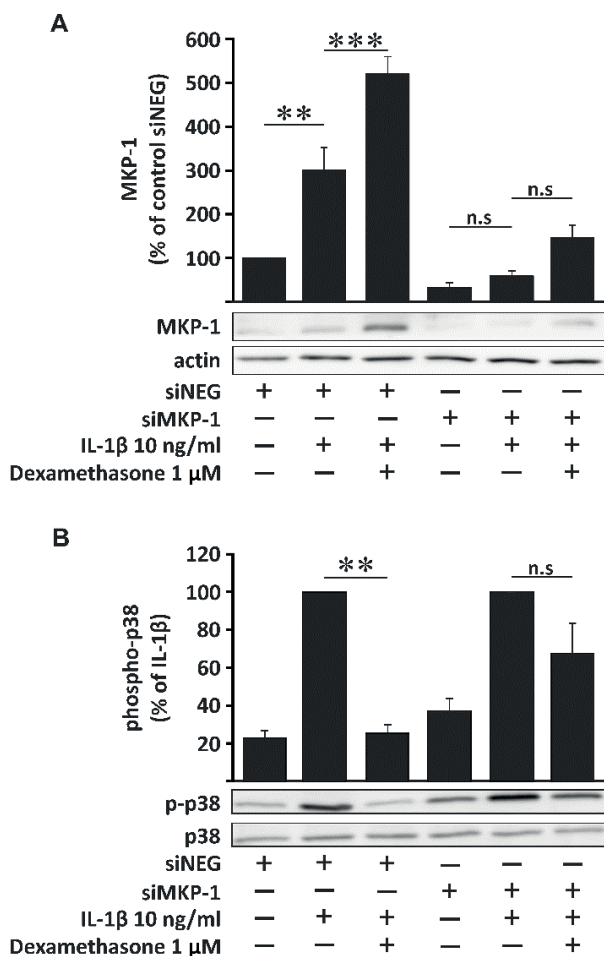 A
600
500
400
300
200
100
MKP-1
(% of control siNEG)
**
***
n.s
n.s
MKP-1
actin
siNEG + + + — — —
siMKP-1 — — — + + +
IL-1β 10 ng/ml — + + — + +
Dexamethasone 1 µM — — + — — +
B
120
100
80
60
40
20
phospho-p38
(% of IL-1β)
**
n.s
p-p38
p38
siNEG + + + — — —
siMKP-1 — — — + + +
IL-1β 10 ng/ml — + + — + +
Dexamethasone 1 µM — — + — — +